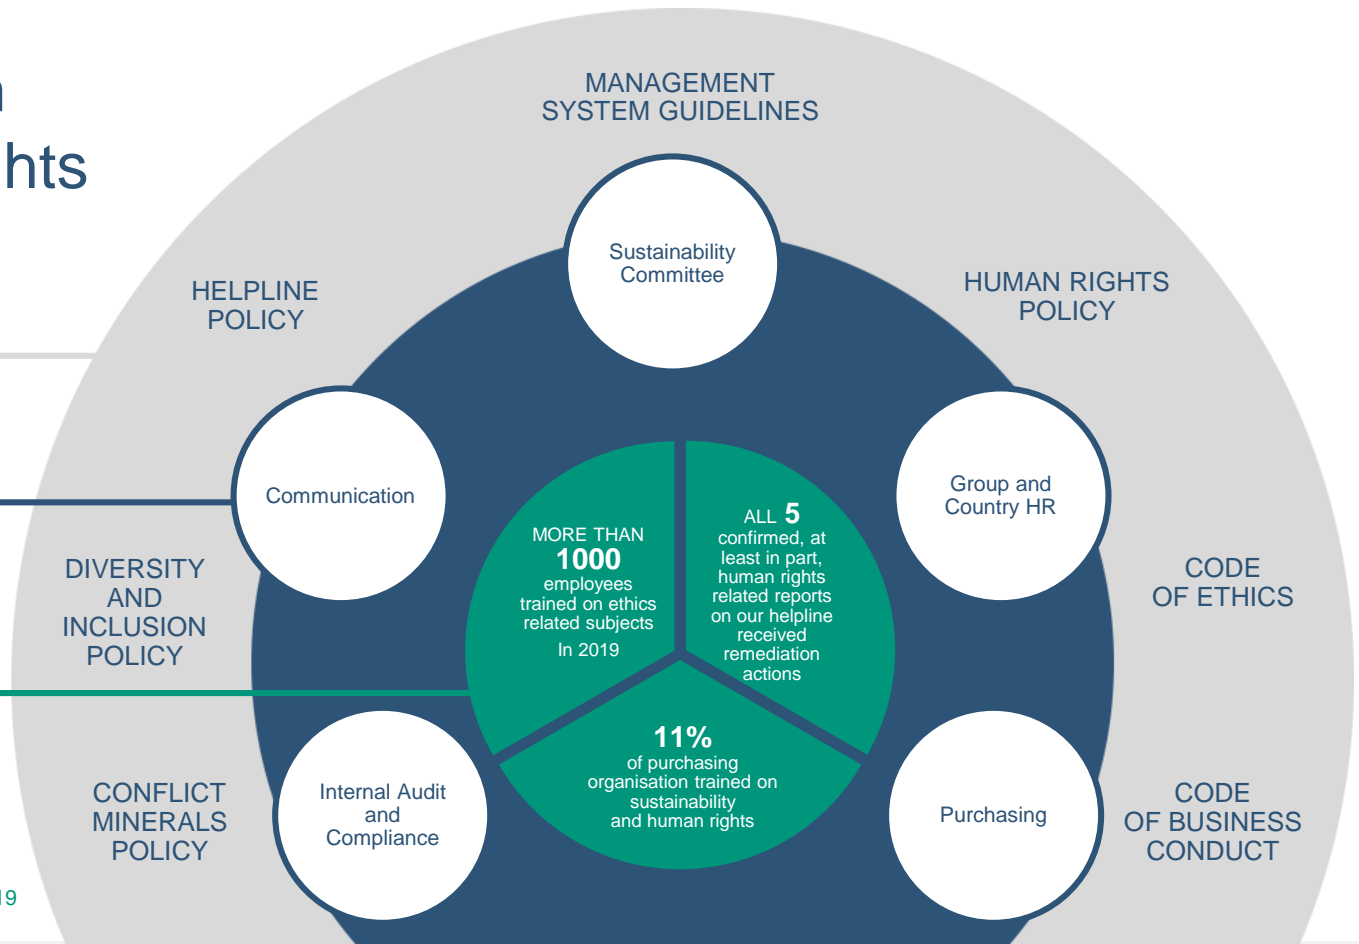 hts
MANAGEMENT
SYSTEM GUIDELINES
Sustainability
Committee
HELPLINE
POLICY
HUMAN RIGHTS
POLICY
Communication
Group and
Country HR
MORE THAN
1000
employees
trained on ethics
related subjects
In 2019
ALL 5
confirmed, at
least in part,
human rights
related reports
on our helpline
received
remediation
actions
DIVERSITY
AND
INCLUSION
POLICY
CODE
OF ETHICS
11%
of purchasing
organisation trained on
sustainability
and human rights
CONFLICT
MINERALS
POLICY
Internal Audit
and
Compliance
Purchasing
CODE
OF BUSINESS
CONDUCT
19